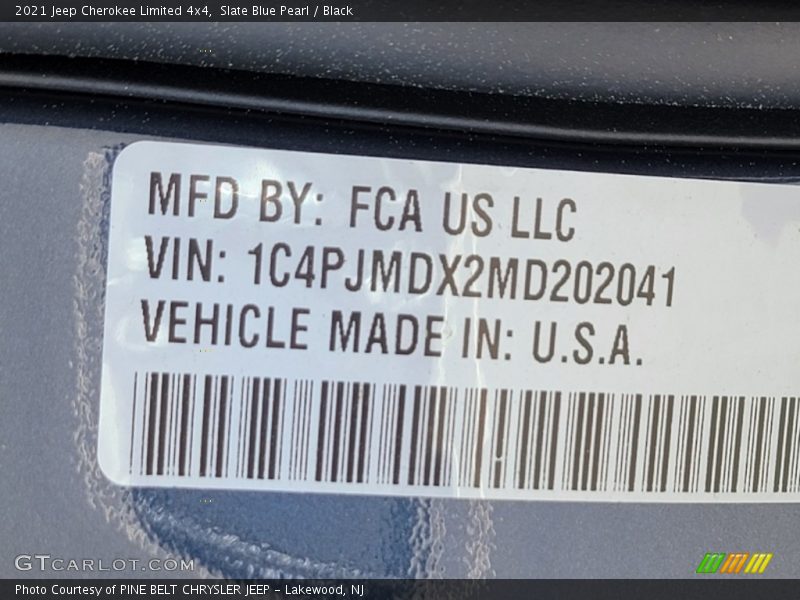 2021 Jeep Cherokee Limited 4x4, Slate Blue Pearl / Black
MFD BY: FCA US LLC
VIN: 1C4PJMDX2MD202041
VEHICLE MADE IN: U.S.A.
GTCARLOT.COM
Photo Courtesy of PINE BELT CHRYSLER JEEP - Lakewood, NJ